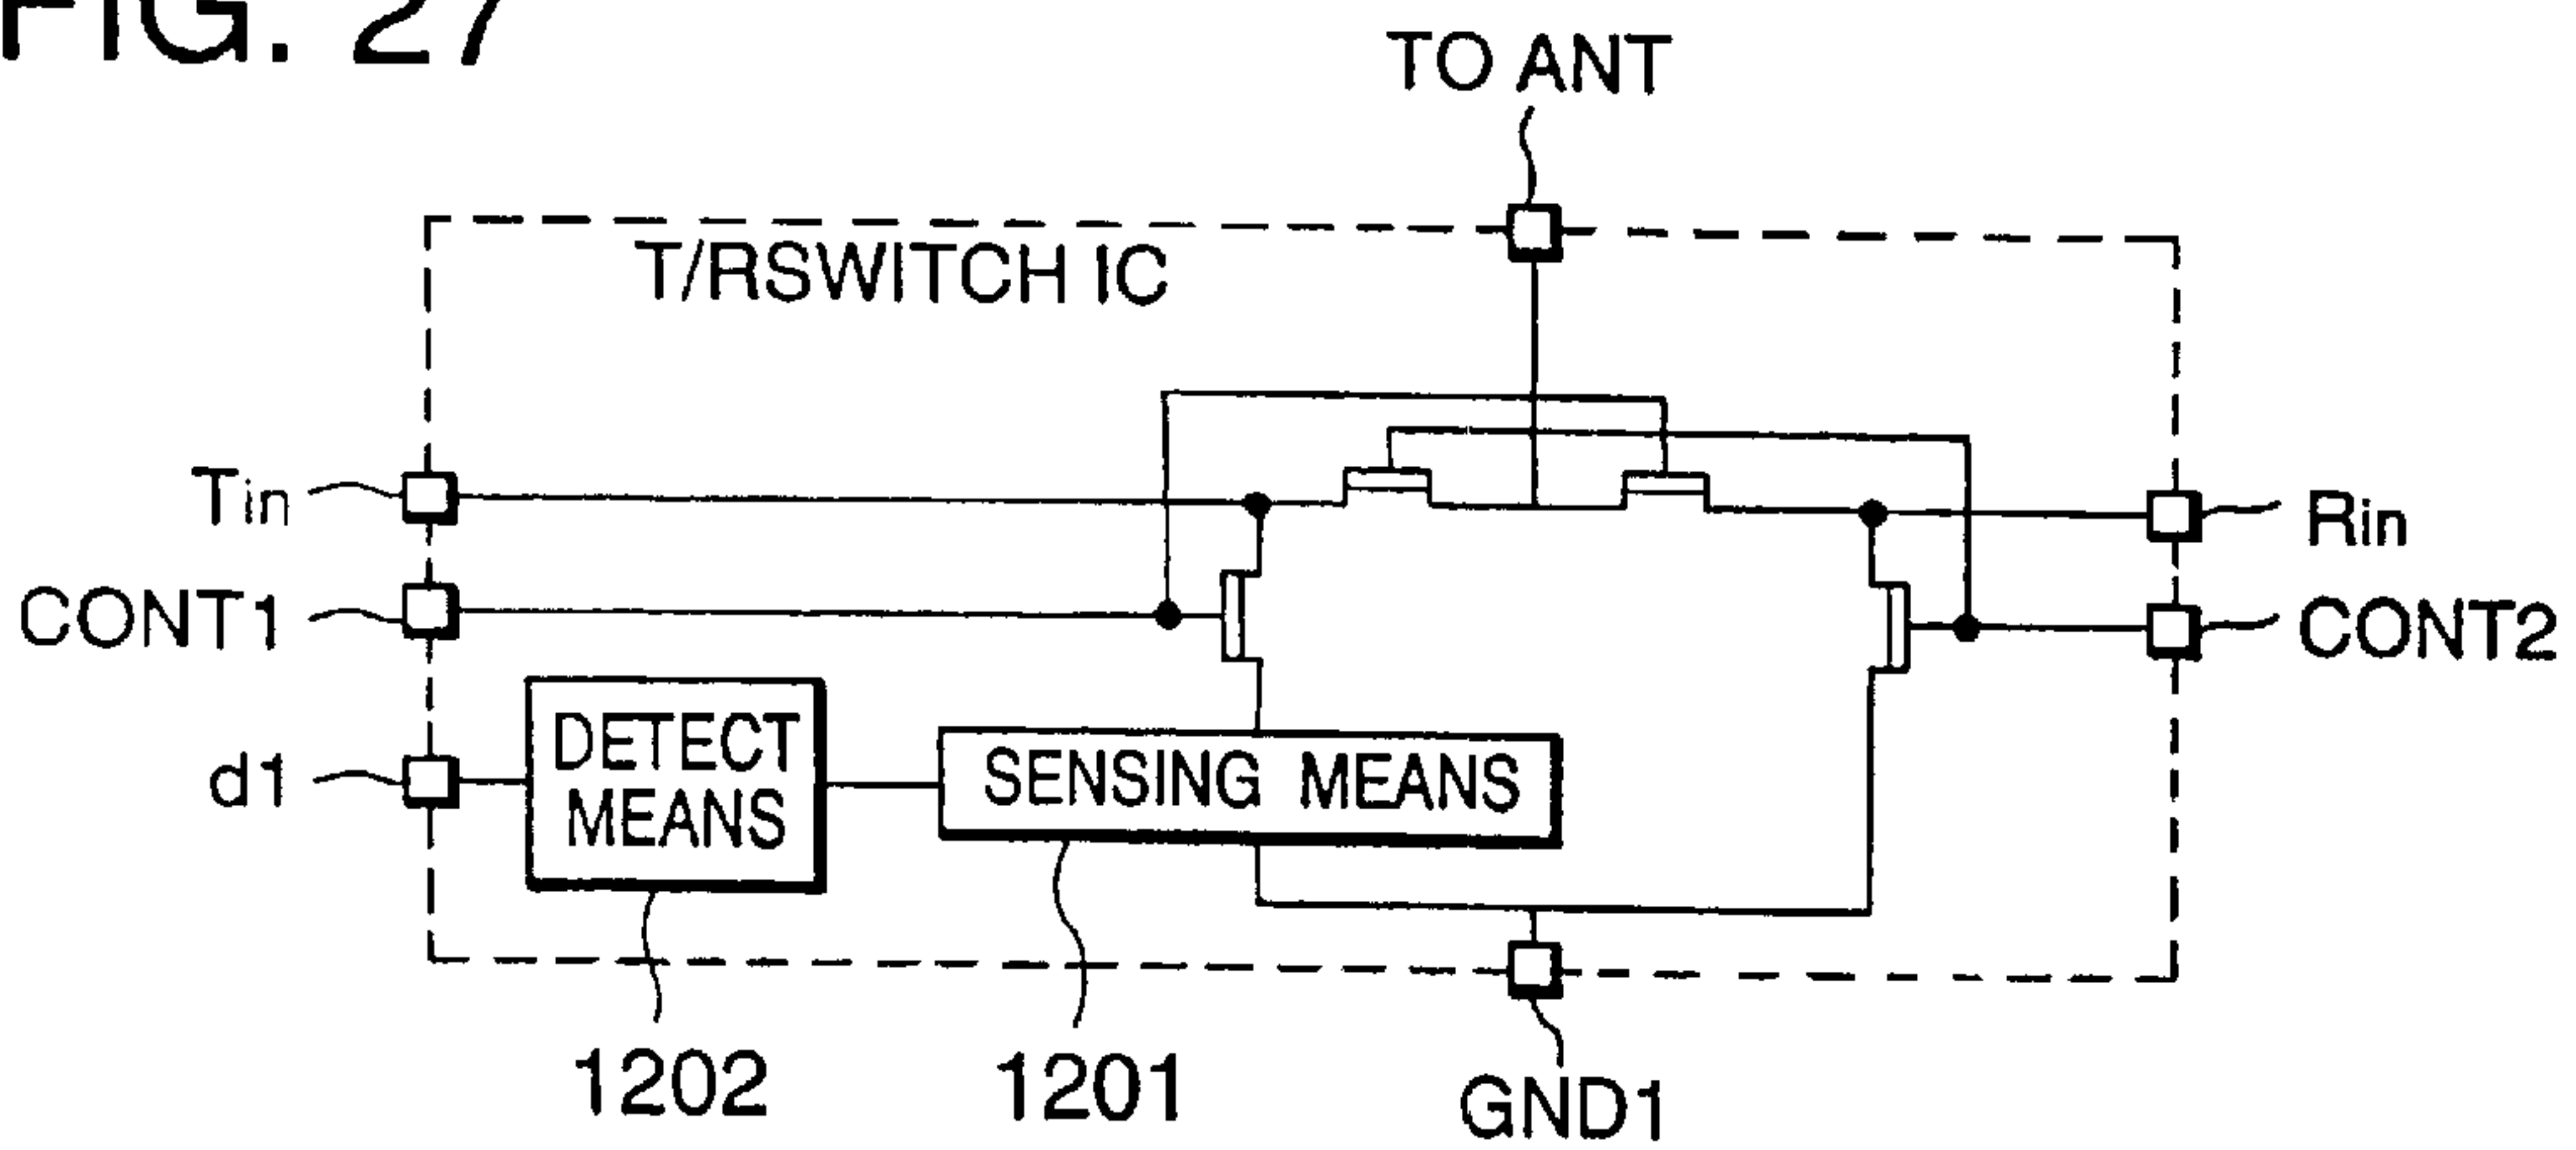 FIG. 27
TO ANT
T/RSWITCH IC
Tin
Rin
CONT1
CONT2
d1
DETECT
MEANS
SENSING MEANS
1202
1201
GND1